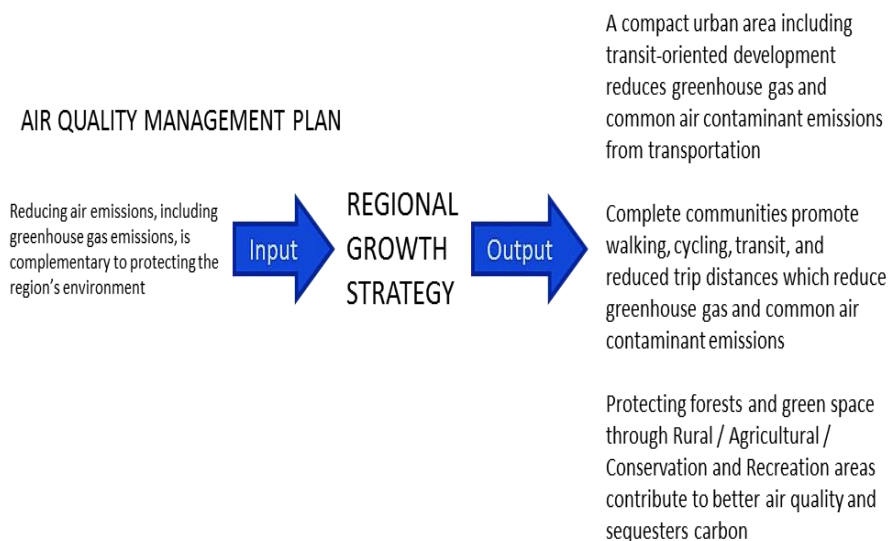 AIR QUALITY MANAGEMENT PLAN
Reducing air emissions, including
greenhouse gas emissions, is
complementary to protecting the
region's environment
Input
REGIONAL
GROWTH
STRATEGY
Output
A compact urban area including
transit-oriented development
reduces greenhouse gas and
common air contaminant emissions
from transportation
Complete communities promote
walking, cycling, transit, and
reduced trip distances which reduce
greenhouse gas and common air
contaminant emissions
Protecting forests and green space
through Rural / Agricultural /
Conservation and Recreation areas
contribute to better air quality and
sequesters carbon